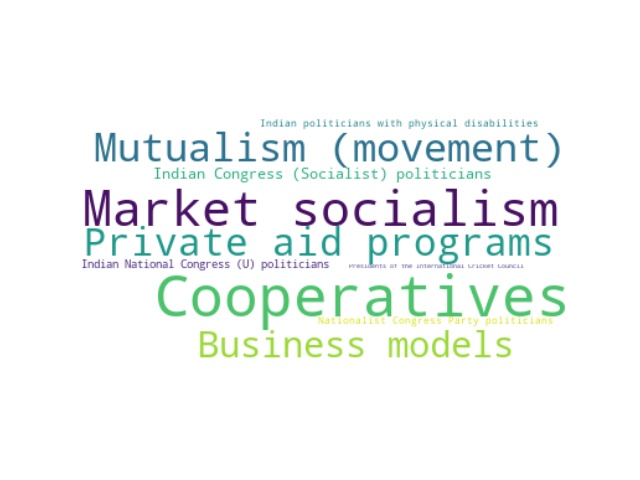 Indian politicians with physical disabilities
Mutualism (movement)
Indian Congress (Socialist) politicians
Market socialism
Private aid programs
Indian National Congress (U) politicians
Presidents of the International Cricket Council
Cooperatives
Nationalist Congress Party politicians
Business models